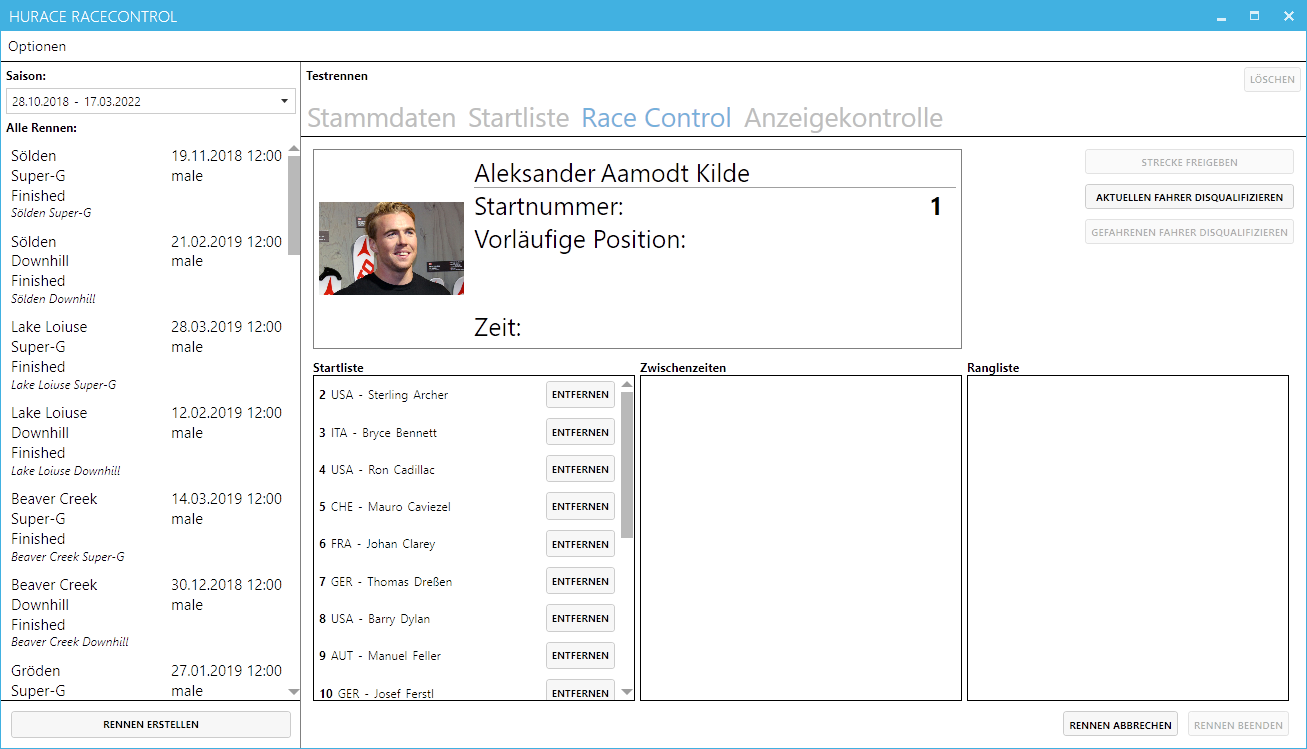 HURACE RACECONTROL
Optionen
Saison:
28.10.2018 - 17.03.2022
Alle Rennen:
Sölden 19.11.2018 12:00
Super-G male
Finished
Sölden Super-G
Sölden 21.02.2019 12:00
Downhill male
Finished
Sölden Downhill
Lake Loiuse 28.03.2019 12:00
Super-G male
Finished
Lake Loiuse Super-G
Lake Loiuse 12.02.2019 12:00
Downhill male
Finished
Lake Loiuse Downhill
Beaver Creek 14.03.2019 12:00
Super-G male
Finished
Beaver Creek Super-G
Beaver Creek 30.12.2018 12:00
Downhill male
Finished
Beaver Creek Downhill
Gröden 27.01.2019 12:00
Super-G male
RENNEN ERSTELLEN
Testrennen
LÖSCHEN
Stammdaten Startliste Race Control Anzeigekontrolle
Aleksander Aamodt Kilde
Startnummer: 1
Vorläufige Position:
Zeit:
STRECKE FREIGEBEN
AKTUELLEN FAHRER DISQUALIFIZIEREN
GEFAHRENEN FAHRER DISQUALIFIZIEREN
Startliste
2 USA - Sterling Archer ENTFERNEN
3 ITA - Bryce Bennett ENTFERNEN
4 USA - Ron Cadillac ENTFERNEN
5 CHE - Mauro Caviezel ENTFERNEN
6 FRA - Johan Clarey ENTFERNEN
7 GER - Thomas Dreßen ENTFERNEN
8 USA - Barry Dylan ENTFERNEN
9 AUT - Manuel Feller ENTFERNEN
10 GER - Josef Ferstl ENTFERNEN
Zwischenzeiten
Rangliste
RENNEN ABBRECHEN
RENNEN BEENDEN